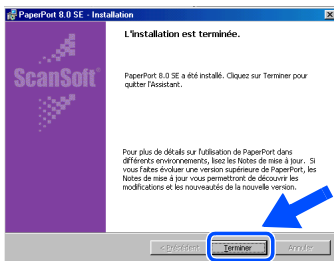 PaperPort 8.0 SE - Installation
L'installation est terminée.
ScanSoft
PaperPort 8.0 SE a été installé. Cliquez sur Terminer pour
quitter l'Assistant.
Pour plus de détails sur l'utilisation de PaperPort dans
différents environnements, lisez les Notes de mise à jour. Si
vous faites évoluer une version supérieure de PaperPort, les
Notes de mise à jour vous permettront de découvrir les
modifications et les nouveautés de la nouvelle version.
< Précédent Terminer Annuler